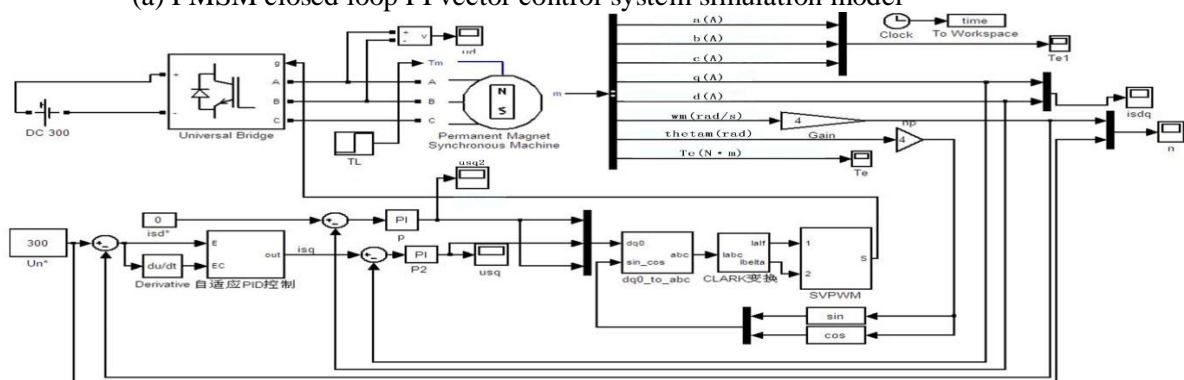 (a) PMSM closed loop PI vector control system simulation model
a(A)
b(A)
c(A)
q(A)
d(A)
wm(rad/s)
thetam(rad)
Te(N·m)
Clock
time
To Workspace
Te1
isdq
n
4
Gain
np
4
Te
+
-
v
ud
DC 300
+
-
g
A
B
C
Universal Bridge
TL
Tm
A
B
C
N
S
m
Permanent Magnet
Synchronous Machine
usq2
0
isd*
PI
p
300
Un*
E
EC
out
du/dt
Derivative
自适应PID控制
isq
PI
P2
usq
dq0
sin_cos
abc
dq0_to_abc
Iabc
Ialf
Ibeta
CLARK变换
1
2
S
SVPWM
sin
cos